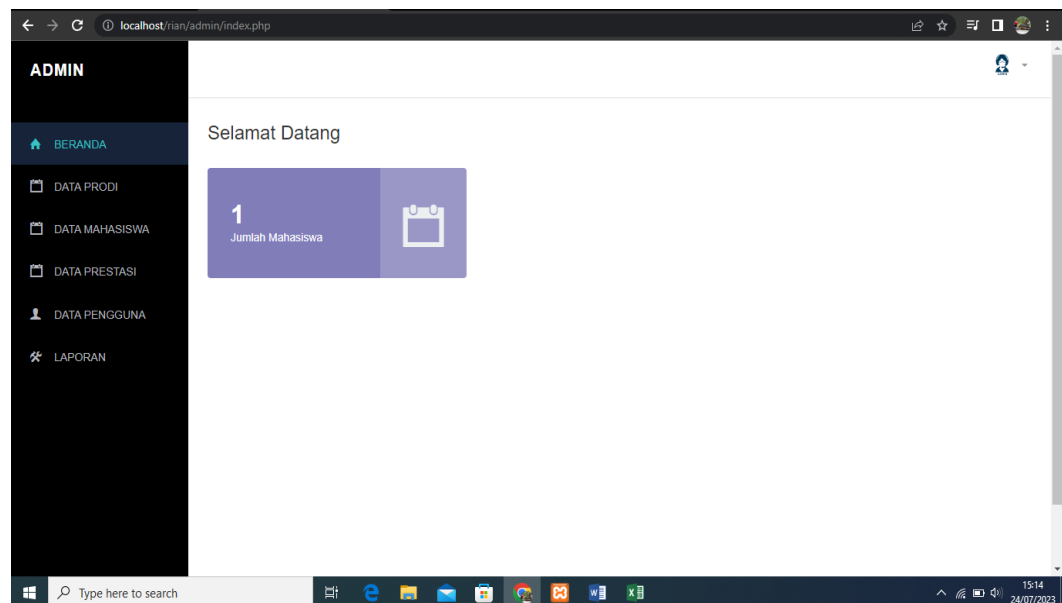 localhost/rian/admin/index.php
ADMIN
BERANDA
DATA PRODI
DATA MAHASISWA
DATA PRESTASI
DATA PENGGUNA
LAPORAN
Selamat Datang
1
Jumlah Mahasiswa
Type here to search
15:14
24/07/2023